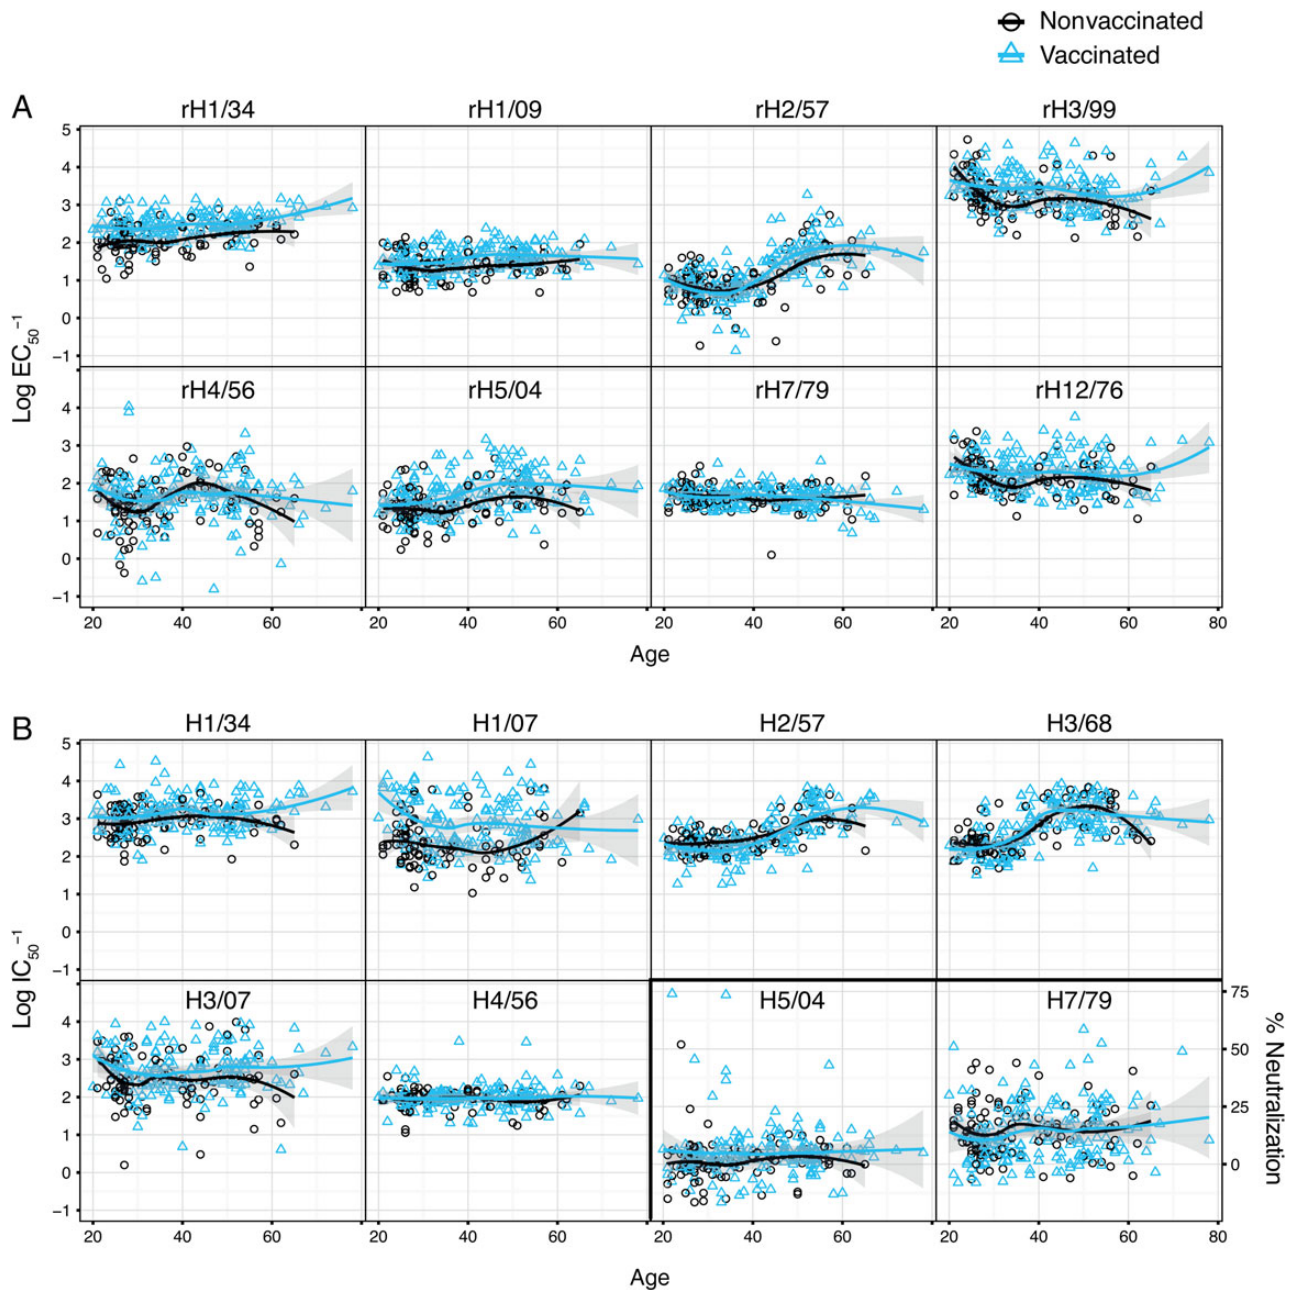 Nonvaccinated
Vaccinated
A
rH1/34
rH1/09
rH2/57
rH3/99
5
4
3
2
1
0
−1
rH4/56
rH5/04
rH7/79
rH12/76
4
3
2
1
0
−1
Log EC50−1
20 40 60
20 40 60
20 40 60
20 40 60 80
Age
B
H1/34
H1/07
H2/57
H3/68
5
4
3
2
1
0
−1
H3/07
H4/56
H5/04
H7/79
4
3
2
1
0
−1
Log IC50−1
75
50
25
0
% Neutralization
20 40 60
20 40 60
20 40 60
20 40 60 80
Age